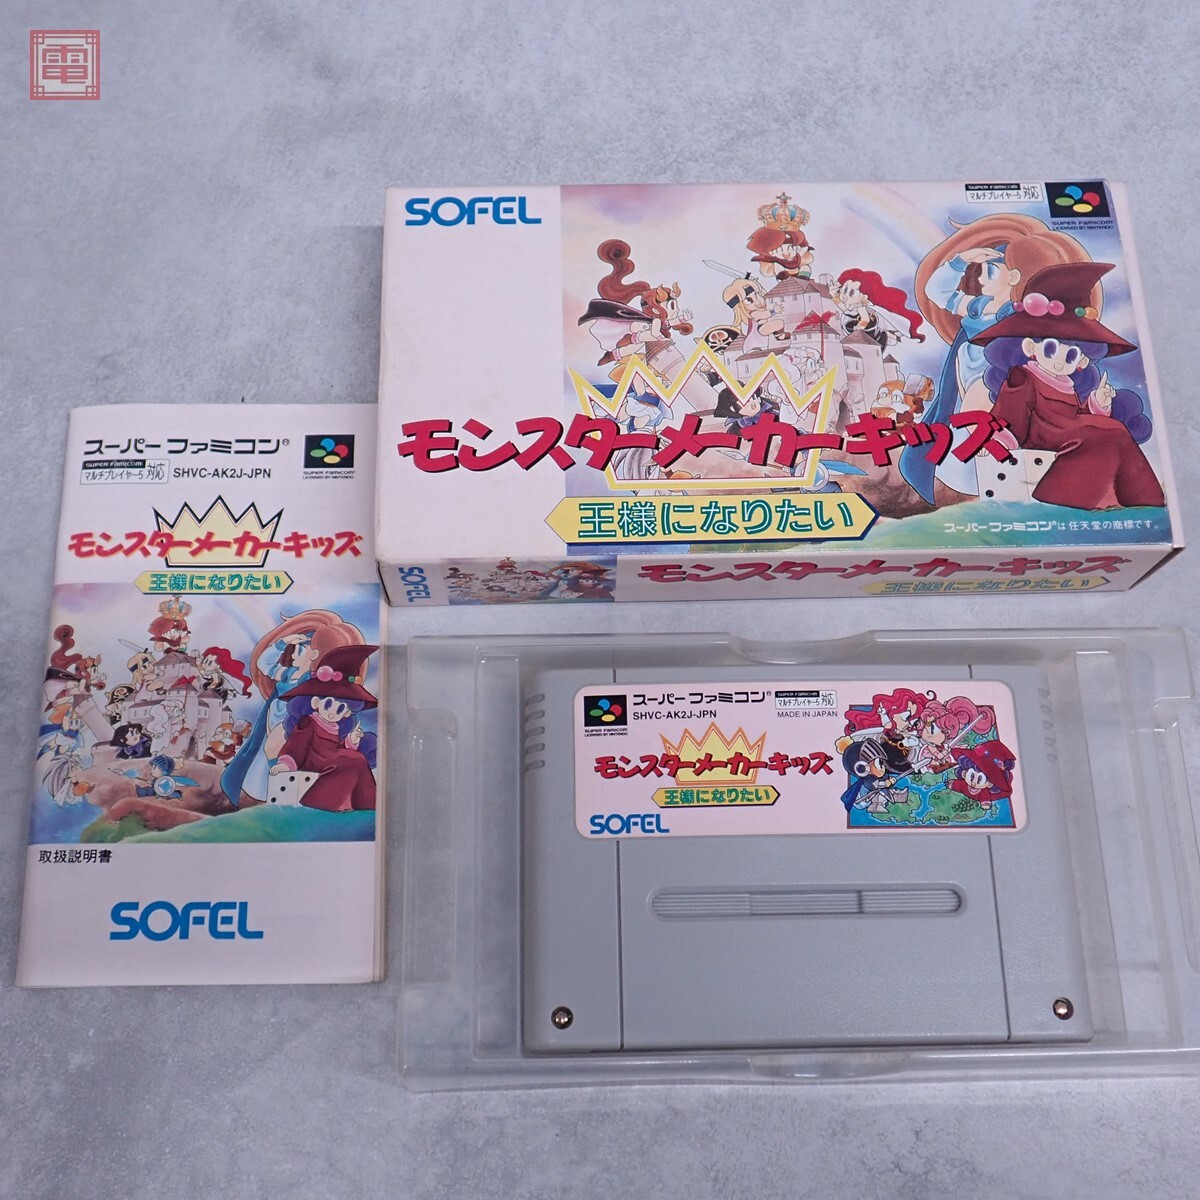 電
SOFEL
SUPER FAMICOM
マルチプレイヤー5 対応
SUPER FAMICOM
LICENSED BY NINTENDO
モンスターメーカーキッズ
王様になりたい
スーパーファミコン®は任天堂の商標です。
SOFEL
モンスターメーカーキッズ
王様になりたい
スーパーファミコン®
SUPER FAMICOM
マルチプレイヤー5 対応
SHVC-AK2J-JPN
SUPER FAMICOM
LICENSED BY NINTENDO
モンスターメーカーキッズ
王様になりたい
取扱説明書
SOFEL
スーパーファミコン®
SHVC-AK2J-JPN
SUPER FAMICOM
LICENSED BY NINTENDO
SUPER FAMICOM
マルチプレイヤー5 対応
MADE IN JAPAN
モンスターメーカーキッズ
王様になりたい
SOFEL